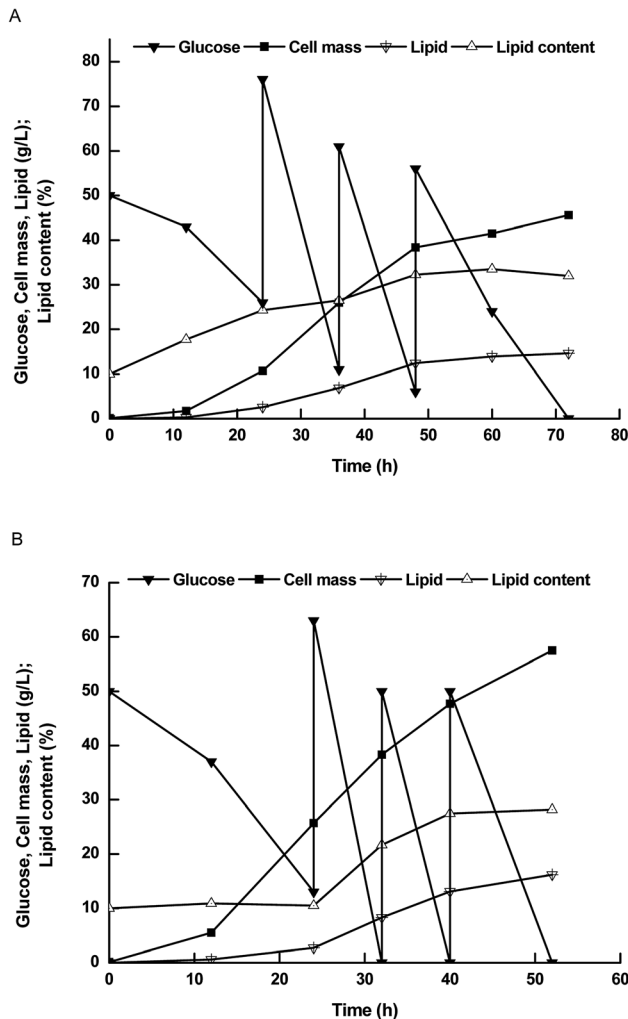 A
Glucose Cell mass Lipid Lipid content
80
70
60
50
40
30
20
10
0
Glucose, Cell mass, Lipid (g/L);
Lipid content (%)
0 10 20 30 40 50 60 70 80
Time (h)
B
Glucose Cell mass Lipid Lipid content
70
60
50
40
30
20
10
0
Glucose, Cell mass, Lipid (g/L);
Lipid content (%)
0 10 20 30 40 50 60
Time (h)